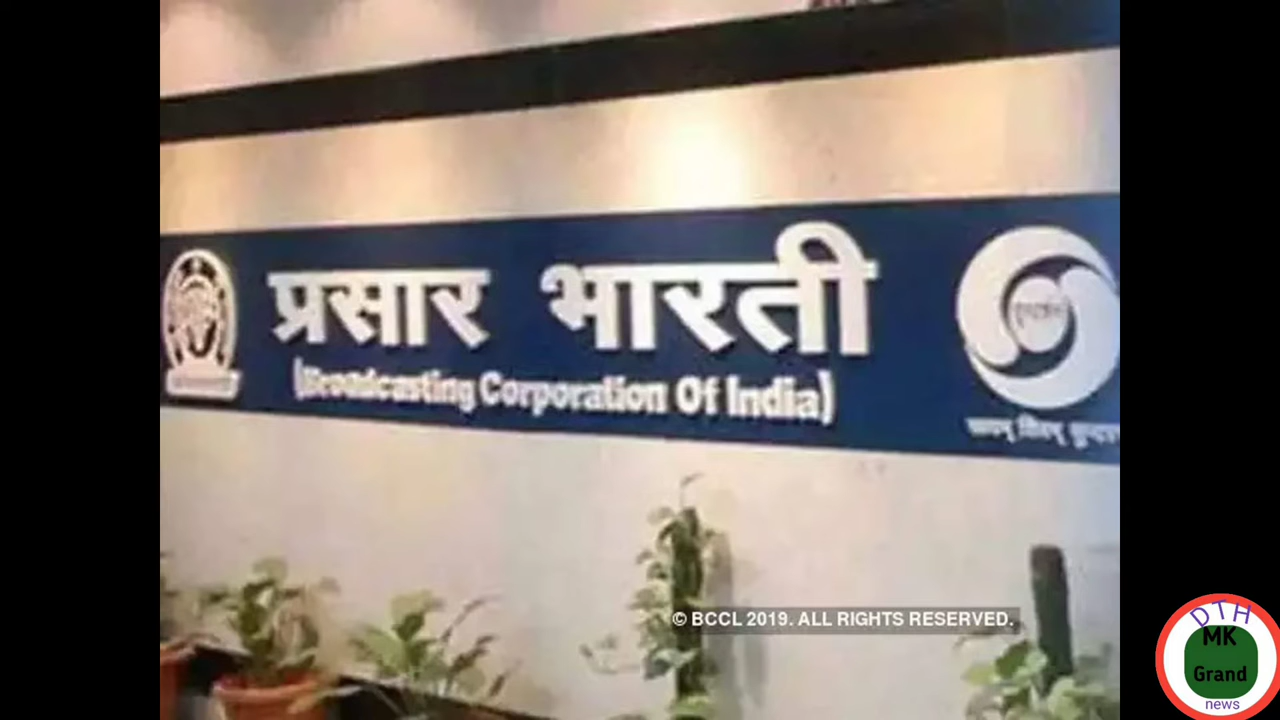 प्रसार भारती
(Broadcasting Corporation Of India)
© BCCL 2019. ALL RIGHTS RESERVED.
DTH
MK
Grand
news